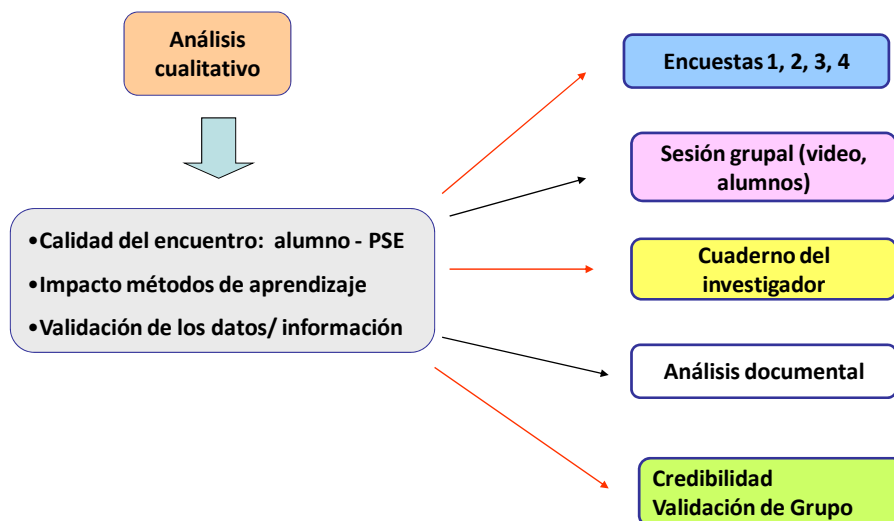 Análisis
cualitativo
•Calidad del encuentro: alumno - PSE
•Impacto métodos de aprendizaje
•Validación de los datos/ información
Encuestas 1, 2, 3, 4
Sesión grupal (video,
alumnos)
Cuaderno del
investigador
Análisis documental
Credibilidad
Validación de Grupo